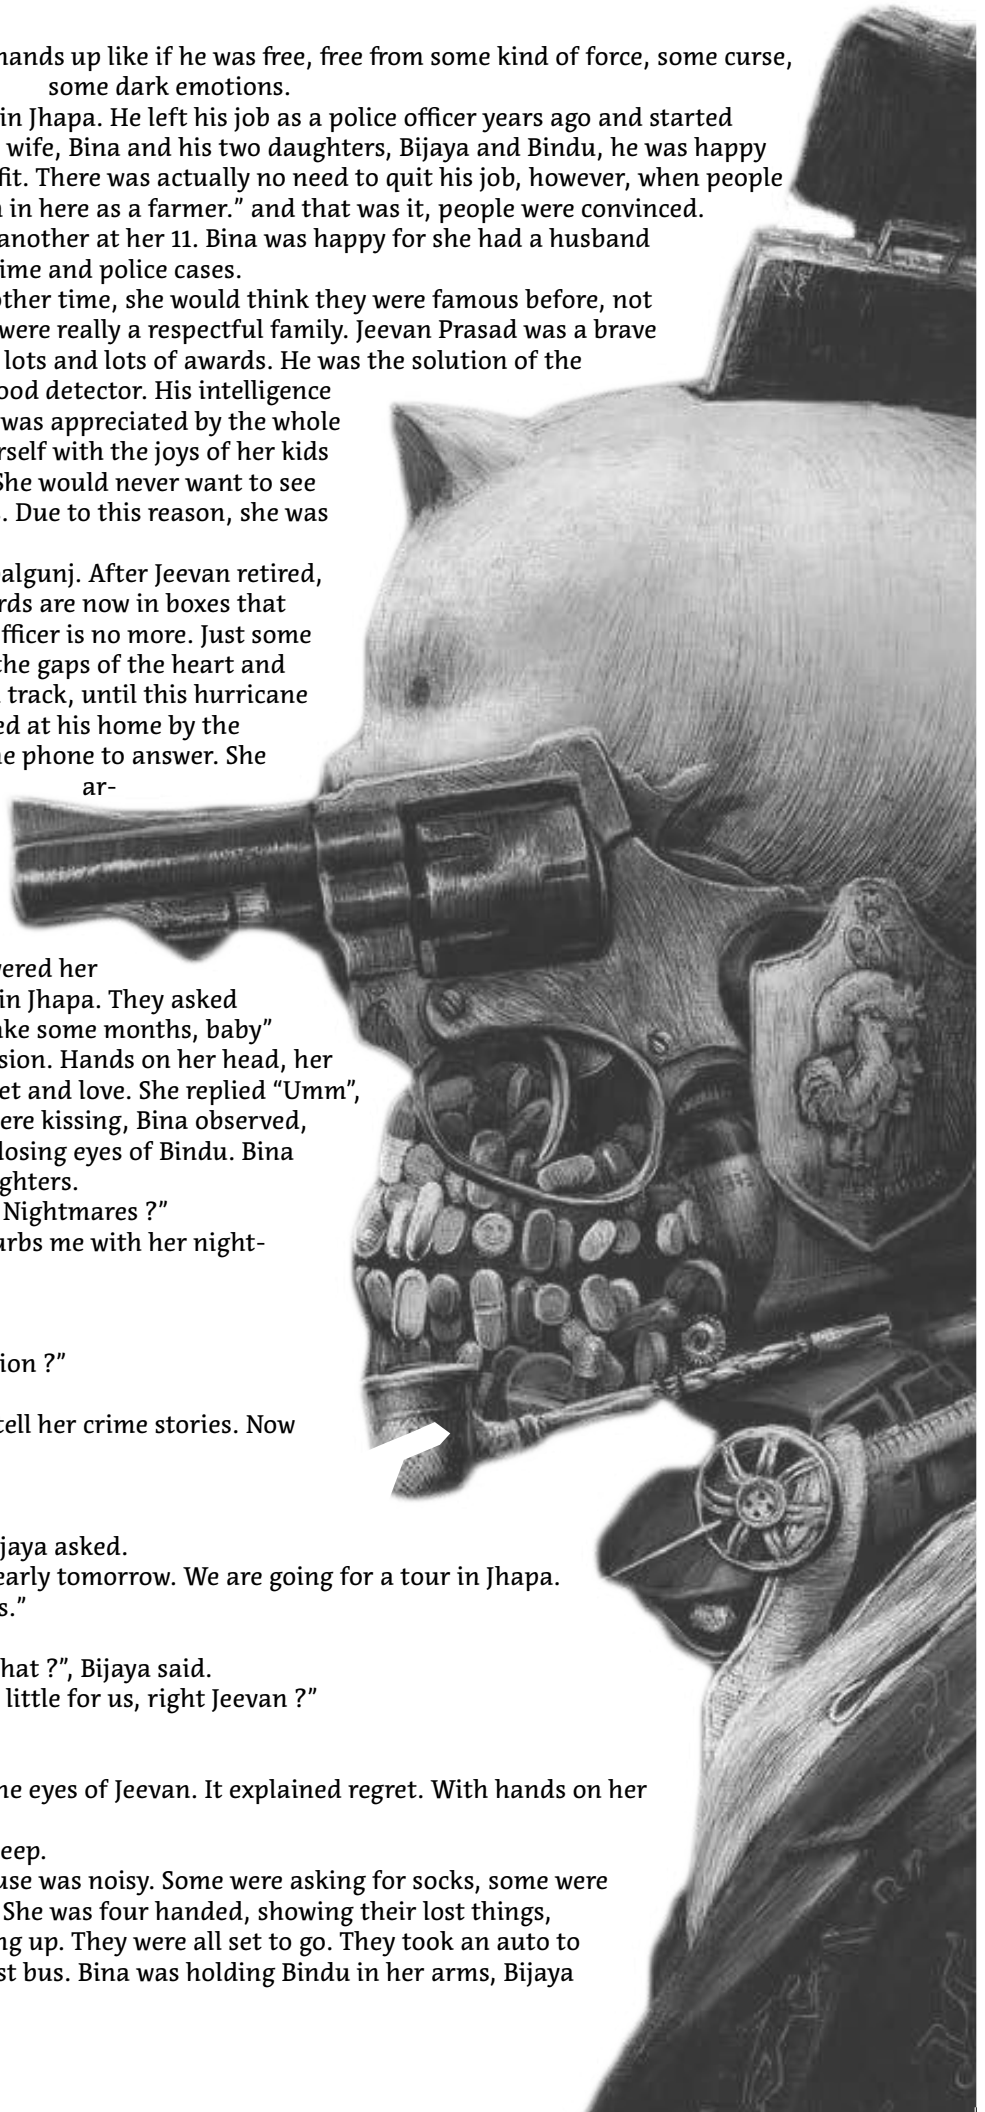 hands up like if he was free, free from some kind of force, some curse,
some dark emotions.
in Jhapa. He left his job as a police officer years ago and started
wife, Bina and his two daughters, Bijaya and Bindu, he was happy
fit. There was actually no need to quit his job, however, when people
in here as a farmer.” and that was it, people were convinced.
another at her 11. Bina was happy for she had a husband
ime and police cases.
other time, she would think they were famous before, not
were really a respectful family. Jeevan Prasad was a brave
lots and lots of awards. He was the solution of the
ood detector. His intelligence
was appreciated by the whole
rself with the joys of her kids
She would never want to see
. Due to this reason, she was
algunj. After Jeevan retired,
rds are now in boxes that
fficer is no more. Just some
the gaps of the heart and
track, until this hurricane
ed at his home by the
he phone to answer. She
ar-
vered her
in Jhapa. They asked
ake some months, baby”
sion. Hands on her head, her
et and love. She replied “Umm”,
ere kissing, Bina observed,
losing eyes of Bindu. Bina
ghters.
Nightmares ?”
urbs me with her night-
ion ?”
tell her crime stories. Now
jaya asked.
early tomorrow. We are going for a tour in Jhapa.
s.”
hat ?”, Bijaya said.
little for us, right Jeevan ?”
he eyes of Jeevan. It explained regret. With hands on her
eep.
use was noisy. Some were asking for socks, some were
She was four handed, showing their lost things,
ng up. They were all set to go. They took an auto to
st bus. Bina was holding Bindu in her arms, Bijaya